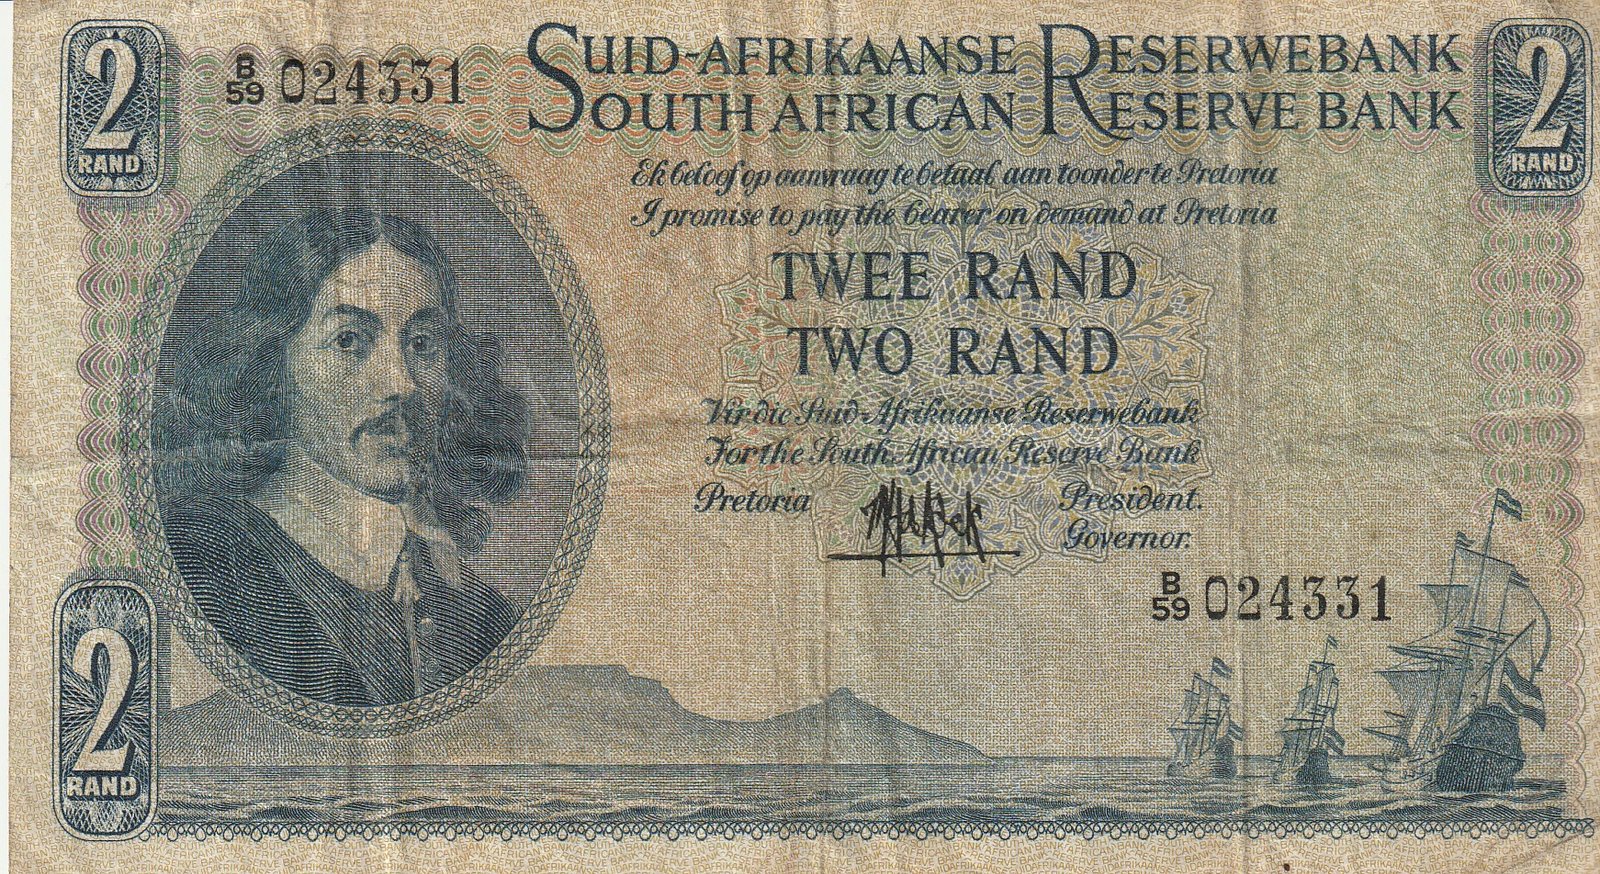 2
RAND
B/59 024331
SUID-AFRIKAANSE RESERWEBANK
SOUTH AFRICAN RESERVE BANK
2
RAND
Ek beloof op aanvraag te betaal aan toonder te Pretoria
I promise to pay the bearer on demand at Pretoria
TWEE RAND
TWO RAND
Vir die Suid-Afrikaanse Reserwebank
For the South African Reserve Bank
Pretoria
President.
Governor.
B/59 024331
2
RAND